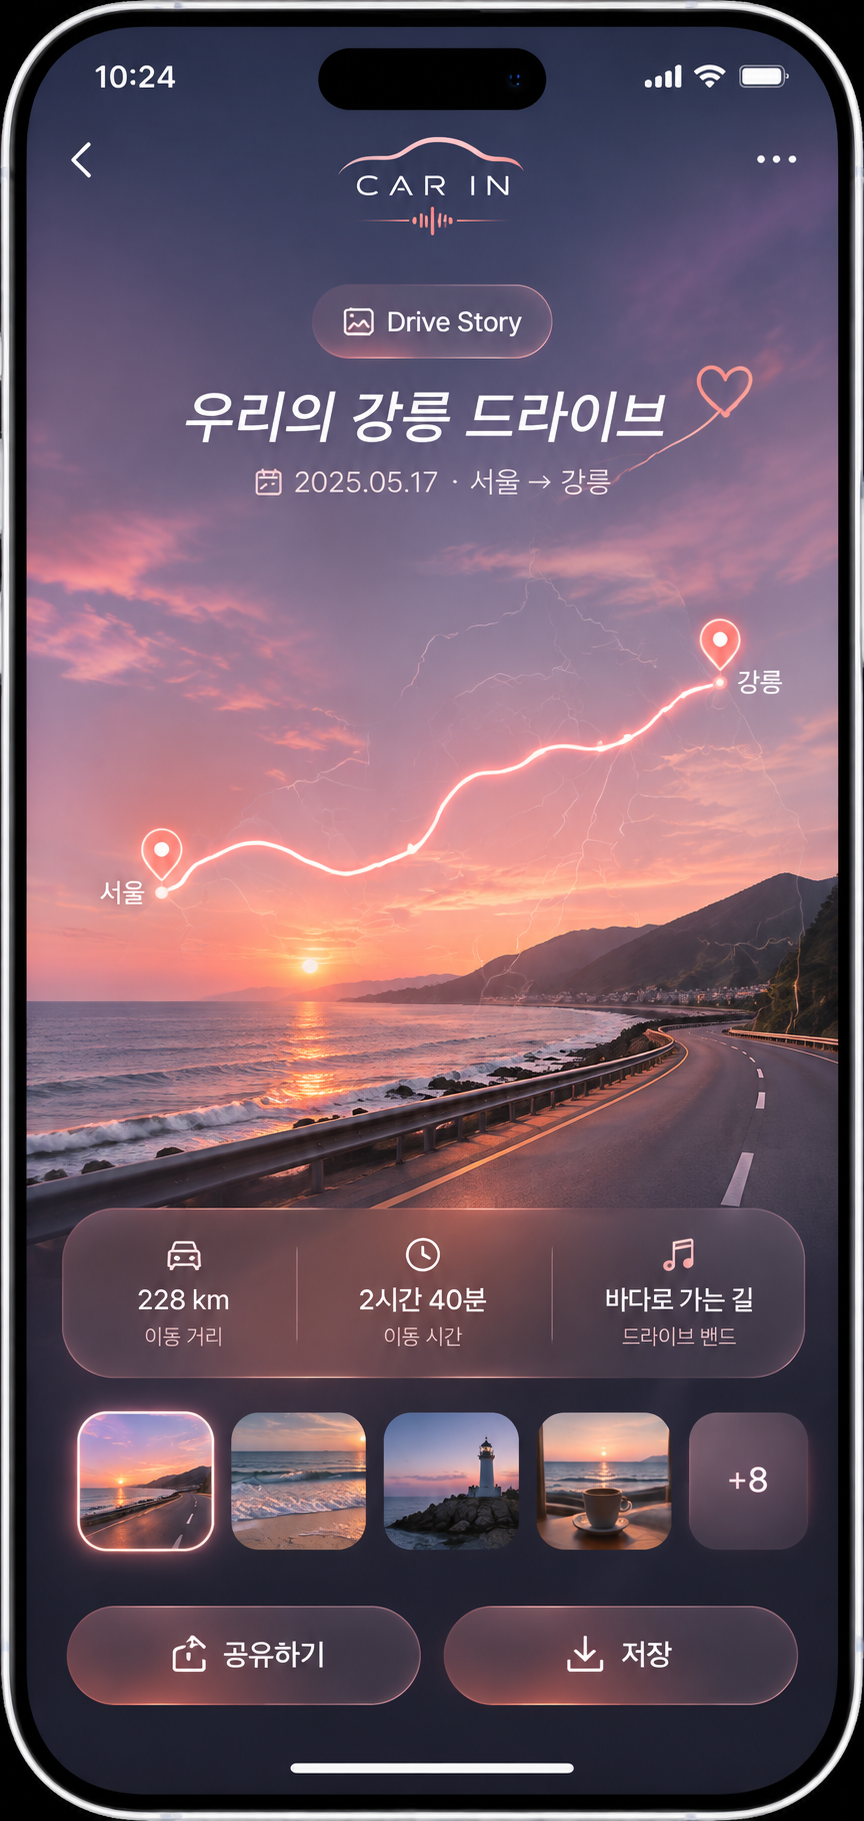 10:24
CAR IN
Drive Story
우리의 강릉 드라이브
2025.05.17 · 서울 → 강릉
강릉
서울
228 km
이동 거리
2시간 40분
이동 시간
바다로 가는 길
드라이브 밴드
+8
공유하기
저장